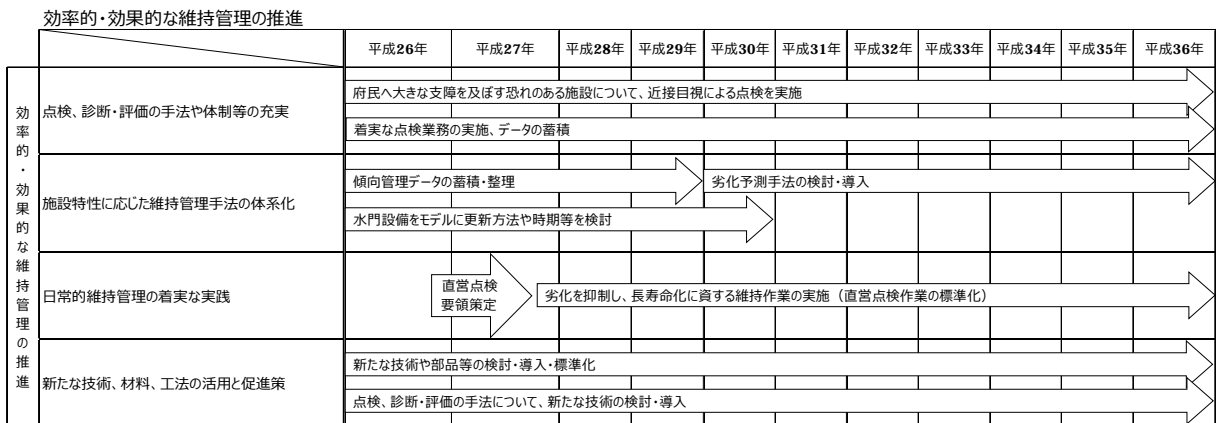 効率的・効果的な維持管理の推進
平成26年 平成27年 平成28年 平成29年 平成30年 平成31年 平成32年 平成33年 平成34年 平成35年 平成36年
効率的・効果的な維持管理の推進
点検、診断・評価の手法や体制等の充実
府民へ大きな支障を及ぼす恐れのある施設について、近接目視による点検を実施
着実な点検業務の実施、データの蓄積
施設特性に応じた維持管理手法の体系化
傾向管理データの蓄積・整理
劣化予測手法の検討・導入
水門設備をモデルに更新方法や時期等を検討
日常的維持管理の着実な実践
直営点検
要領策定
劣化を抑制し、長寿命化に資する維持作業の実施（直営点検作業の標準化）
新たな技術、材料、工法の活用と促進策
新たな技術や部品等の検討・導入・標準化
点検、診断・評価の手法について、新たな技術の検討・導入